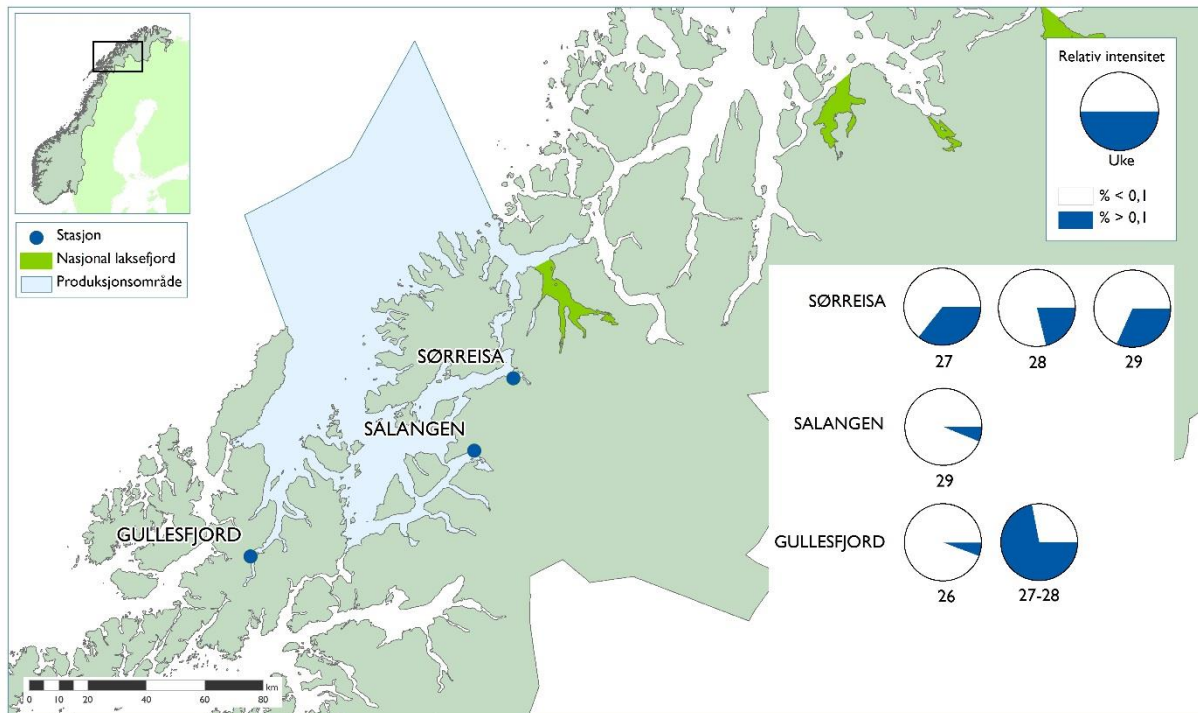 Relativ intensitet
Uke
% < 0,1
% > 0,1
Stasjon
Nasjonal laksefjord
Produksjonsområde
SØRREISA
SALANGEN
GULLESFJORD
SØRREISA
27
28
29
SALANGEN
29
GULLESFJORD
26
27-28
km
0 10 20 40 60 80